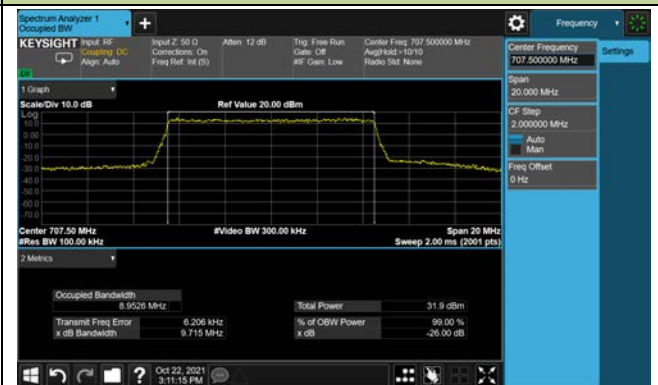 Spectrum Analyzer 1
Occupied BW
+
Frequency
KEYSIGHT
Input: RF
Coupling: DC
Align: Auto
Input Z: 50 Ω
Corrections: On
Freq Ref: Int (S)
Atten: 12 dB
Trig: Free Run
Gate: Off
#IF Gain: Low
Center Freq: 707.500000 MHz
Avg|Hold:>10/10
Radio Std: None
Center Frequency
707.500000 MHz
Settings
Span
20.000 MHz
CF Step
2.000000 MHz
Auto
Man
Freq Offset
0 Hz
1 Graph
Scale/Div 10.0 dB
Ref Value 20.00 dBm
Log
10.0
0.00
-10.0
-20.0
-30.0
-40.0
-50.0
-60.0
-70.0
Center 707.50 MHz
#Video BW 300.00 kHz
Span 20 MHz
#Res BW 100.00 kHz
Sweep 2.00 ms (2001 pts)
2 Metrics
Occupied Bandwidth
8.9526 MHz
Total Power
31.9 dBm
Transmit Freq Error
6.206 kHz
% of OBW Power
99.00 %
x dB Bandwidth
9.715 MHz
x dB
-26.00 dB
?
Oct 22, 2021
3:11:15 PM